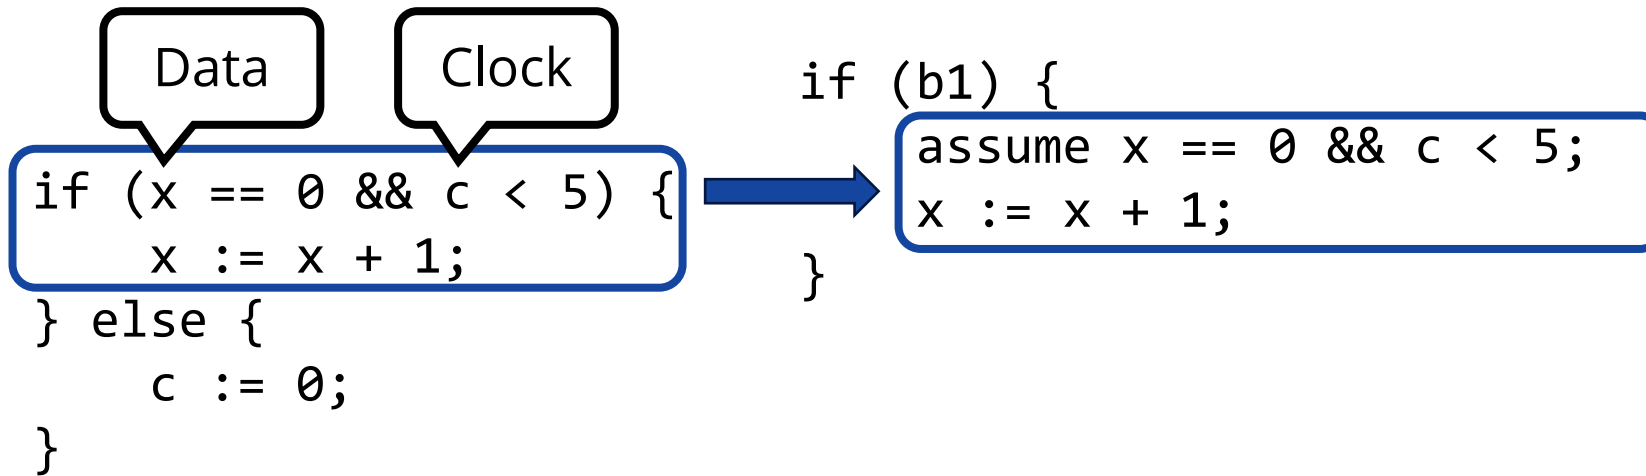 Data
Clock
if (x == 0 && c < 5) {
    x := x + 1;
} else {
    c := 0;
}
if (b1) {
    assume x == 0 && c < 5;
    x := x + 1;
}